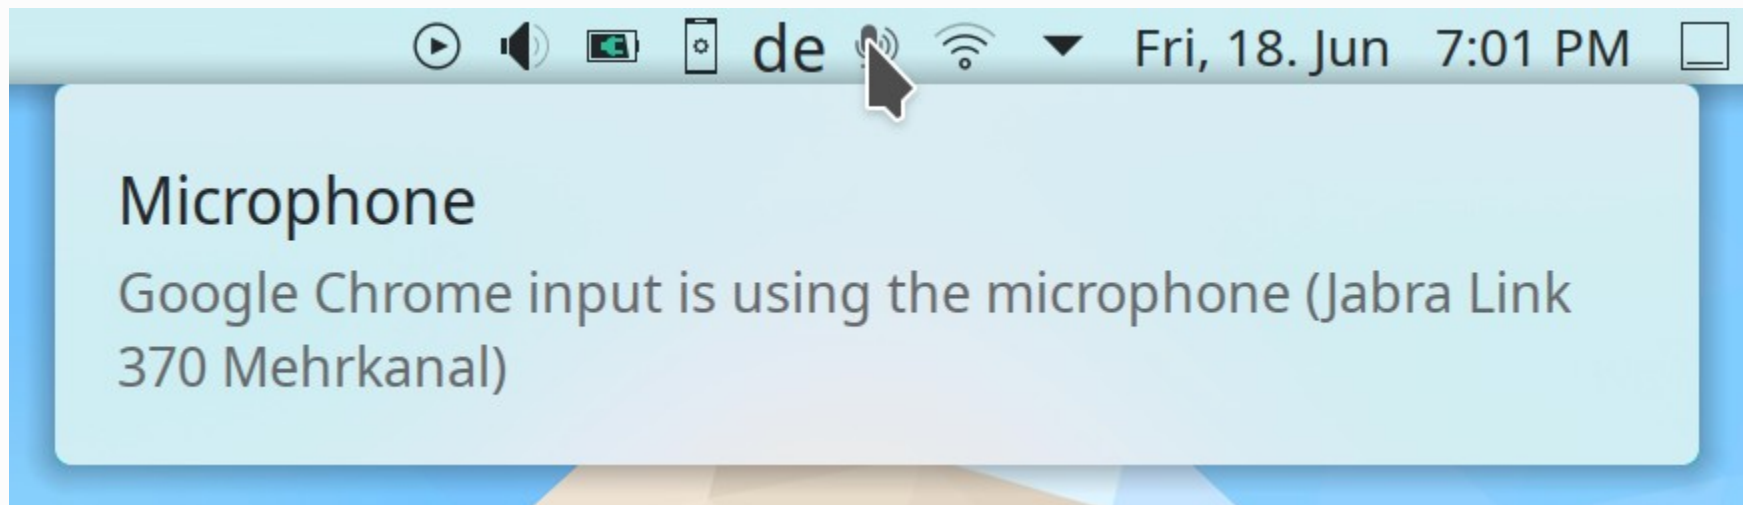 de Fri, 18. Jun 7:01 PM
Microphone
Google Chrome input is using the microphone (Jabra Link
370 Mehrkanal)